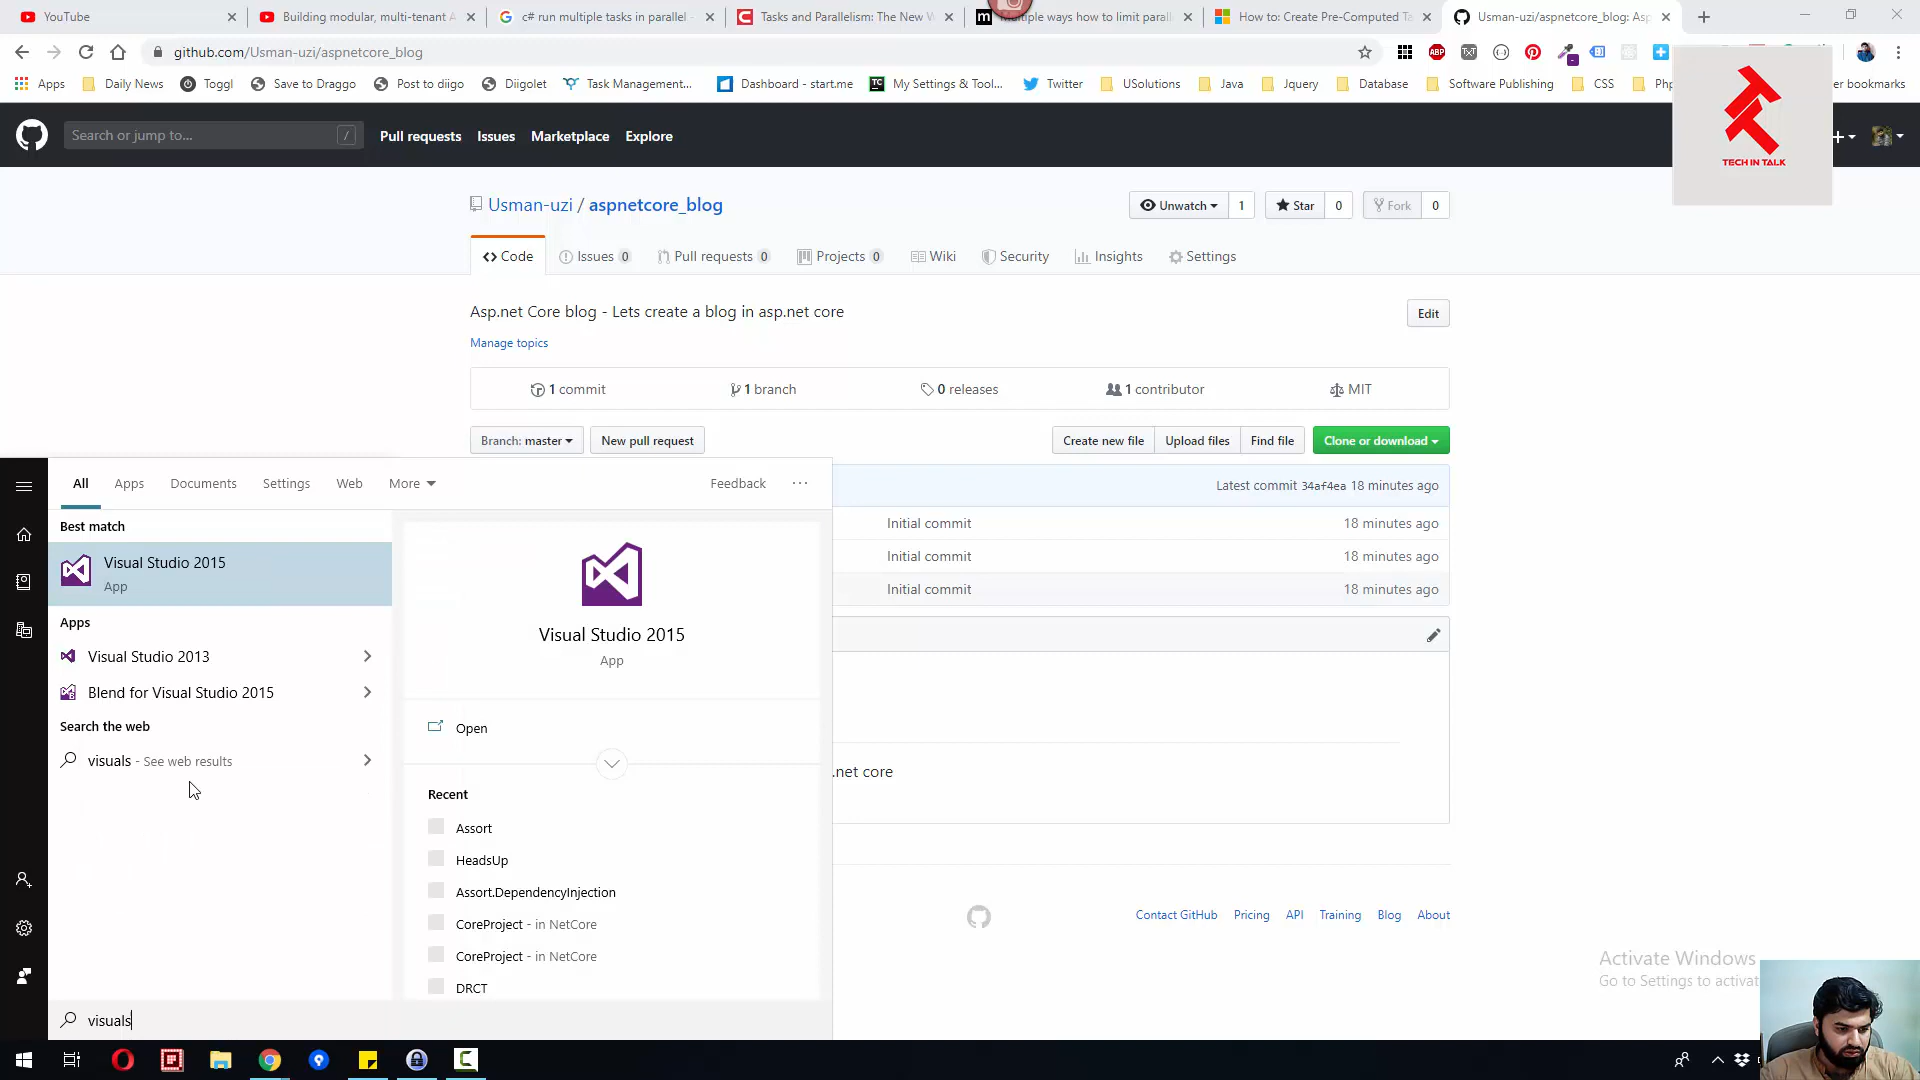 YouTube
Building modular, multi-tenant A
c# run multiple tasks in parallel -
Tasks and Parallelism: The New W
Multiple ways how to limit parall
How to: Create Pre-Computed Ta
Usman-uzi/aspnetcore_blog: Asp
github.com/Usman-uzi/aspnetcore_blog
Apps
Daily News
Toggl
Save to Draggo
Post to diigo
Diigolet
Task Management...
Dashboard - start.me
My Settings & Tool...
Twitter
USolutions
Java
Jquery
Database
Software Publishing
CSS
Php
er bookmarks
Search or jump to...
/
Pull requests
Issues
Marketplace
Explore
TECH IN TALK
Usman-uzi / aspnetcore_blog
Unwatch
1
Star
0
Fork
0
Code
Issues 0
Pull requests 0
Projects 0
Wiki
Security
Insights
Settings
Asp.net Core blog - Lets create a blog in asp.net core
Edit
Manage topics
1 commit
1 branch
0 releases
1 contributor
MIT
Branch: master
New pull request
Create new file
Upload files
Find file
Clone or download
Latest commit 34af4ea 18 minutes ago
Initial commit
18 minutes ago
Initial commit
18 minutes ago
Initial commit
18 minutes ago
.net core
Contact GitHub
Pricing
API
Training
Blog
About
All
Apps
Documents
Settings
Web
More
Feedback
Best match
Visual Studio 2015
App
Apps
Visual Studio 2013
Blend for Visual Studio 2015
Search the web
visuals - See web results
Visual Studio 2015
App
Open
Recent
Assort
HeadsUp
Assort.DependencyInjection
CoreProject - in NetCore
CoreProject - in NetCore
DRCT
visuals
Activate Windows
Go to Settings to activat